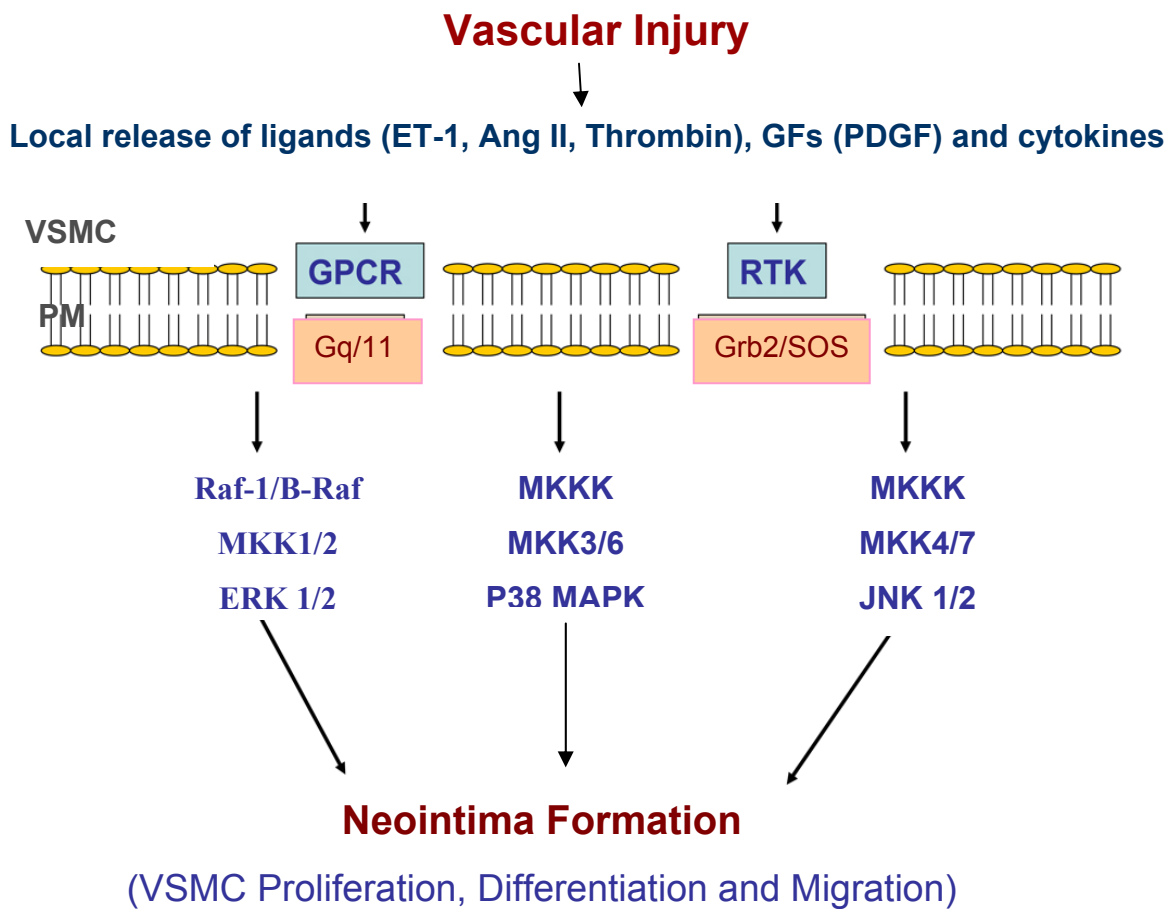 Vascular Injury
Local release of ligands (ET-1, Ang II, Thrombin), GFs (PDGF) and cytokines
VSMC
GPCR
RTK
PM
Gq/11
Grb2/SOS
Raf-1/B-Raf
MKKK
MKKK
MKK1/2
MKK3/6
MKK4/7
ERK 1/2
P38 MAPK
JNK 1/2
Neointima Formation
(VSMC Proliferation, Differentiation and Migration)